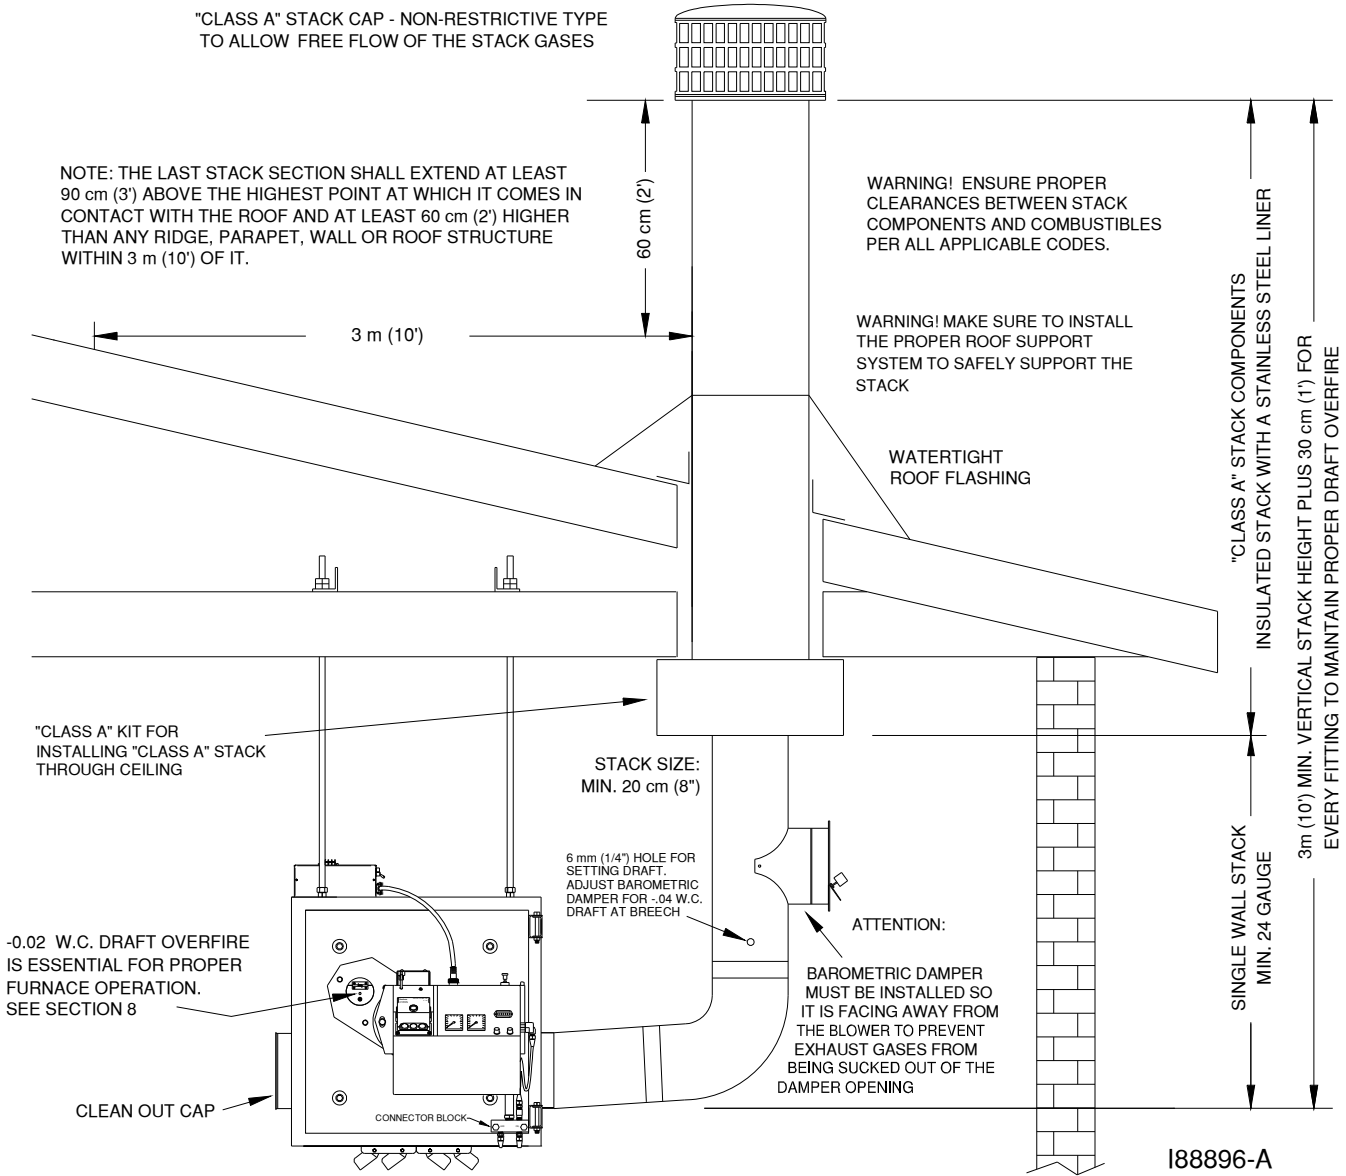 "CLASS A" STACK CAP - NON-RESTRICTIVE TYPE
TO ALLOW FREE FLOW OF THE STACK GASES
NOTE: THE LAST STACK SECTION SHALL EXTEND AT LEAST
90 cm (3') ABOVE THE HIGHEST POINT AT WHICH IT COMES IN
CONTACT WITH THE ROOF AND AT LEAST 60 cm (2') HIGHER
THAN ANY RIDGE, PARAPET, WALL OR ROOF STRUCTURE
WITHIN 3 m (10') OF IT.
60 cm (2')
3 m (10')
WARNING! ENSURE PROPER
CLEARANCES BETWEEN STACK
COMPONENTS AND COMBUSTIBLES
PER ALL APPLICABLE CODES.
WARNING! MAKE SURE TO INSTALL
THE PROPER ROOF SUPPORT
SYSTEM TO SAFELY SUPPORT THE
STACK
WATERTIGHT
ROOF FLASHING
"CLASS A" STACK COMPONENTS
INSULATED STACK WITH A STAINLESS STEEL LINER
3m (10') MIN. VERTICAL STACK HEIGHT PLUS 30 cm (1') FOR
EVERY FITTING TO MAINTAIN PROPER DRAFT OVERFIRE
"CLASS A" KIT FOR
INSTALLING "CLASS A" STACK
THROUGH CEILING
STACK SIZE:
MIN. 20 cm (8")
6 mm (1/4") HOLE FOR
SETTING DRAFT.
ADJUST BAROMETRIC
DAMPER FOR -.04 W.C.
DRAFT AT BREECH
ATTENTION:
BAROMETRIC DAMPER
MUST BE INSTALLED SO
IT IS FACING AWAY FROM
THE BLOWER TO PREVENT
EXHAUST GASES FROM
BEING SUCKED OUT OF THE
DAMPER OPENING
SINGLE WALL STACK
MIN. 24 GAUGE
-0.02 W.C. DRAFT OVERFIRE
IS ESSENTIAL FOR PROPER
FURNACE OPERATION.
SEE SECTION 8
CLEAN OUT CAP
CONNECTOR BLOCK
I88896-A